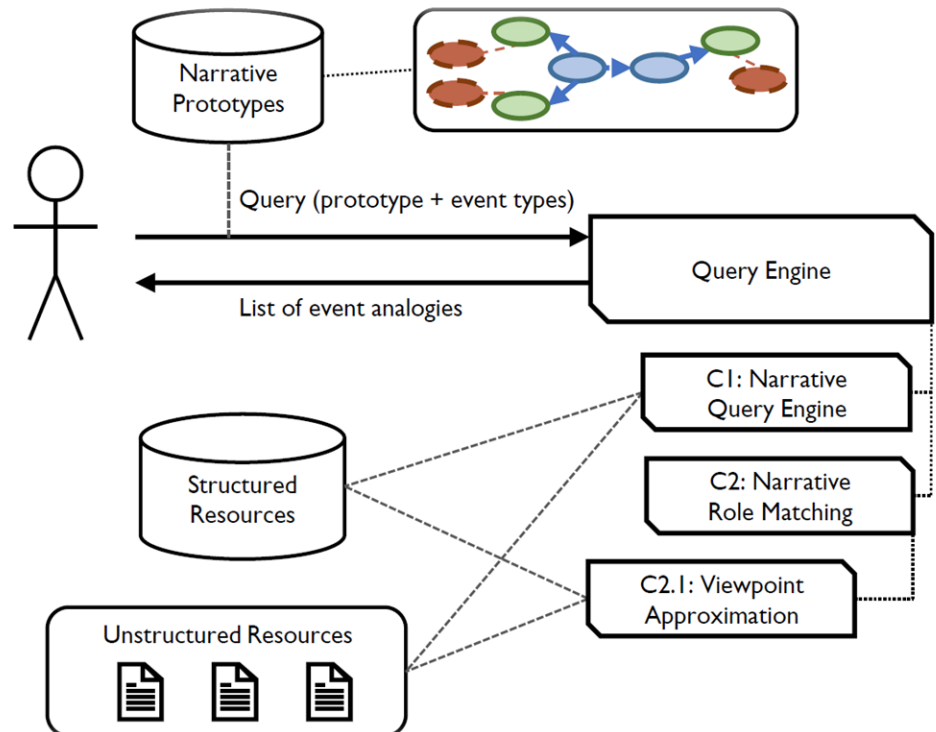 Narrative
Prototypes
Query (prototype + event types)
Query Engine
List of event analogies
C1: Narrative
Query Engine
C2: Narrative
Role Matching
Structured
Resources
C2.1: Viewpoint
Approximation
Unstructured Resources